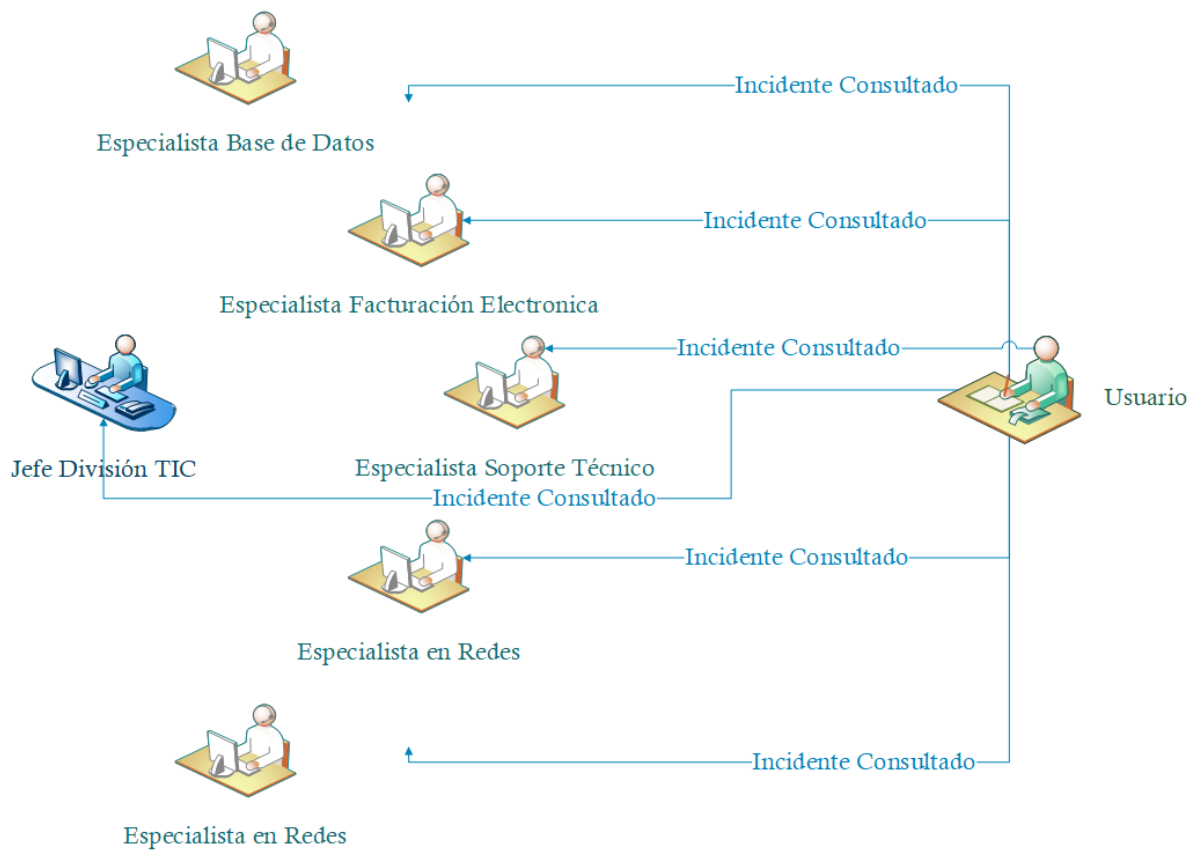 Incidente Consultado
Especialista Base de Datos
Incidente Consultado
Especialista Facturación Electronica
Incidente Consultado
Usuario
Jefe División TIC
Especialista Soporte Técnico
Incidente Consultado
Incidente Consultado
Especialista en Redes
Incidente Consultado
Especialista en Redes